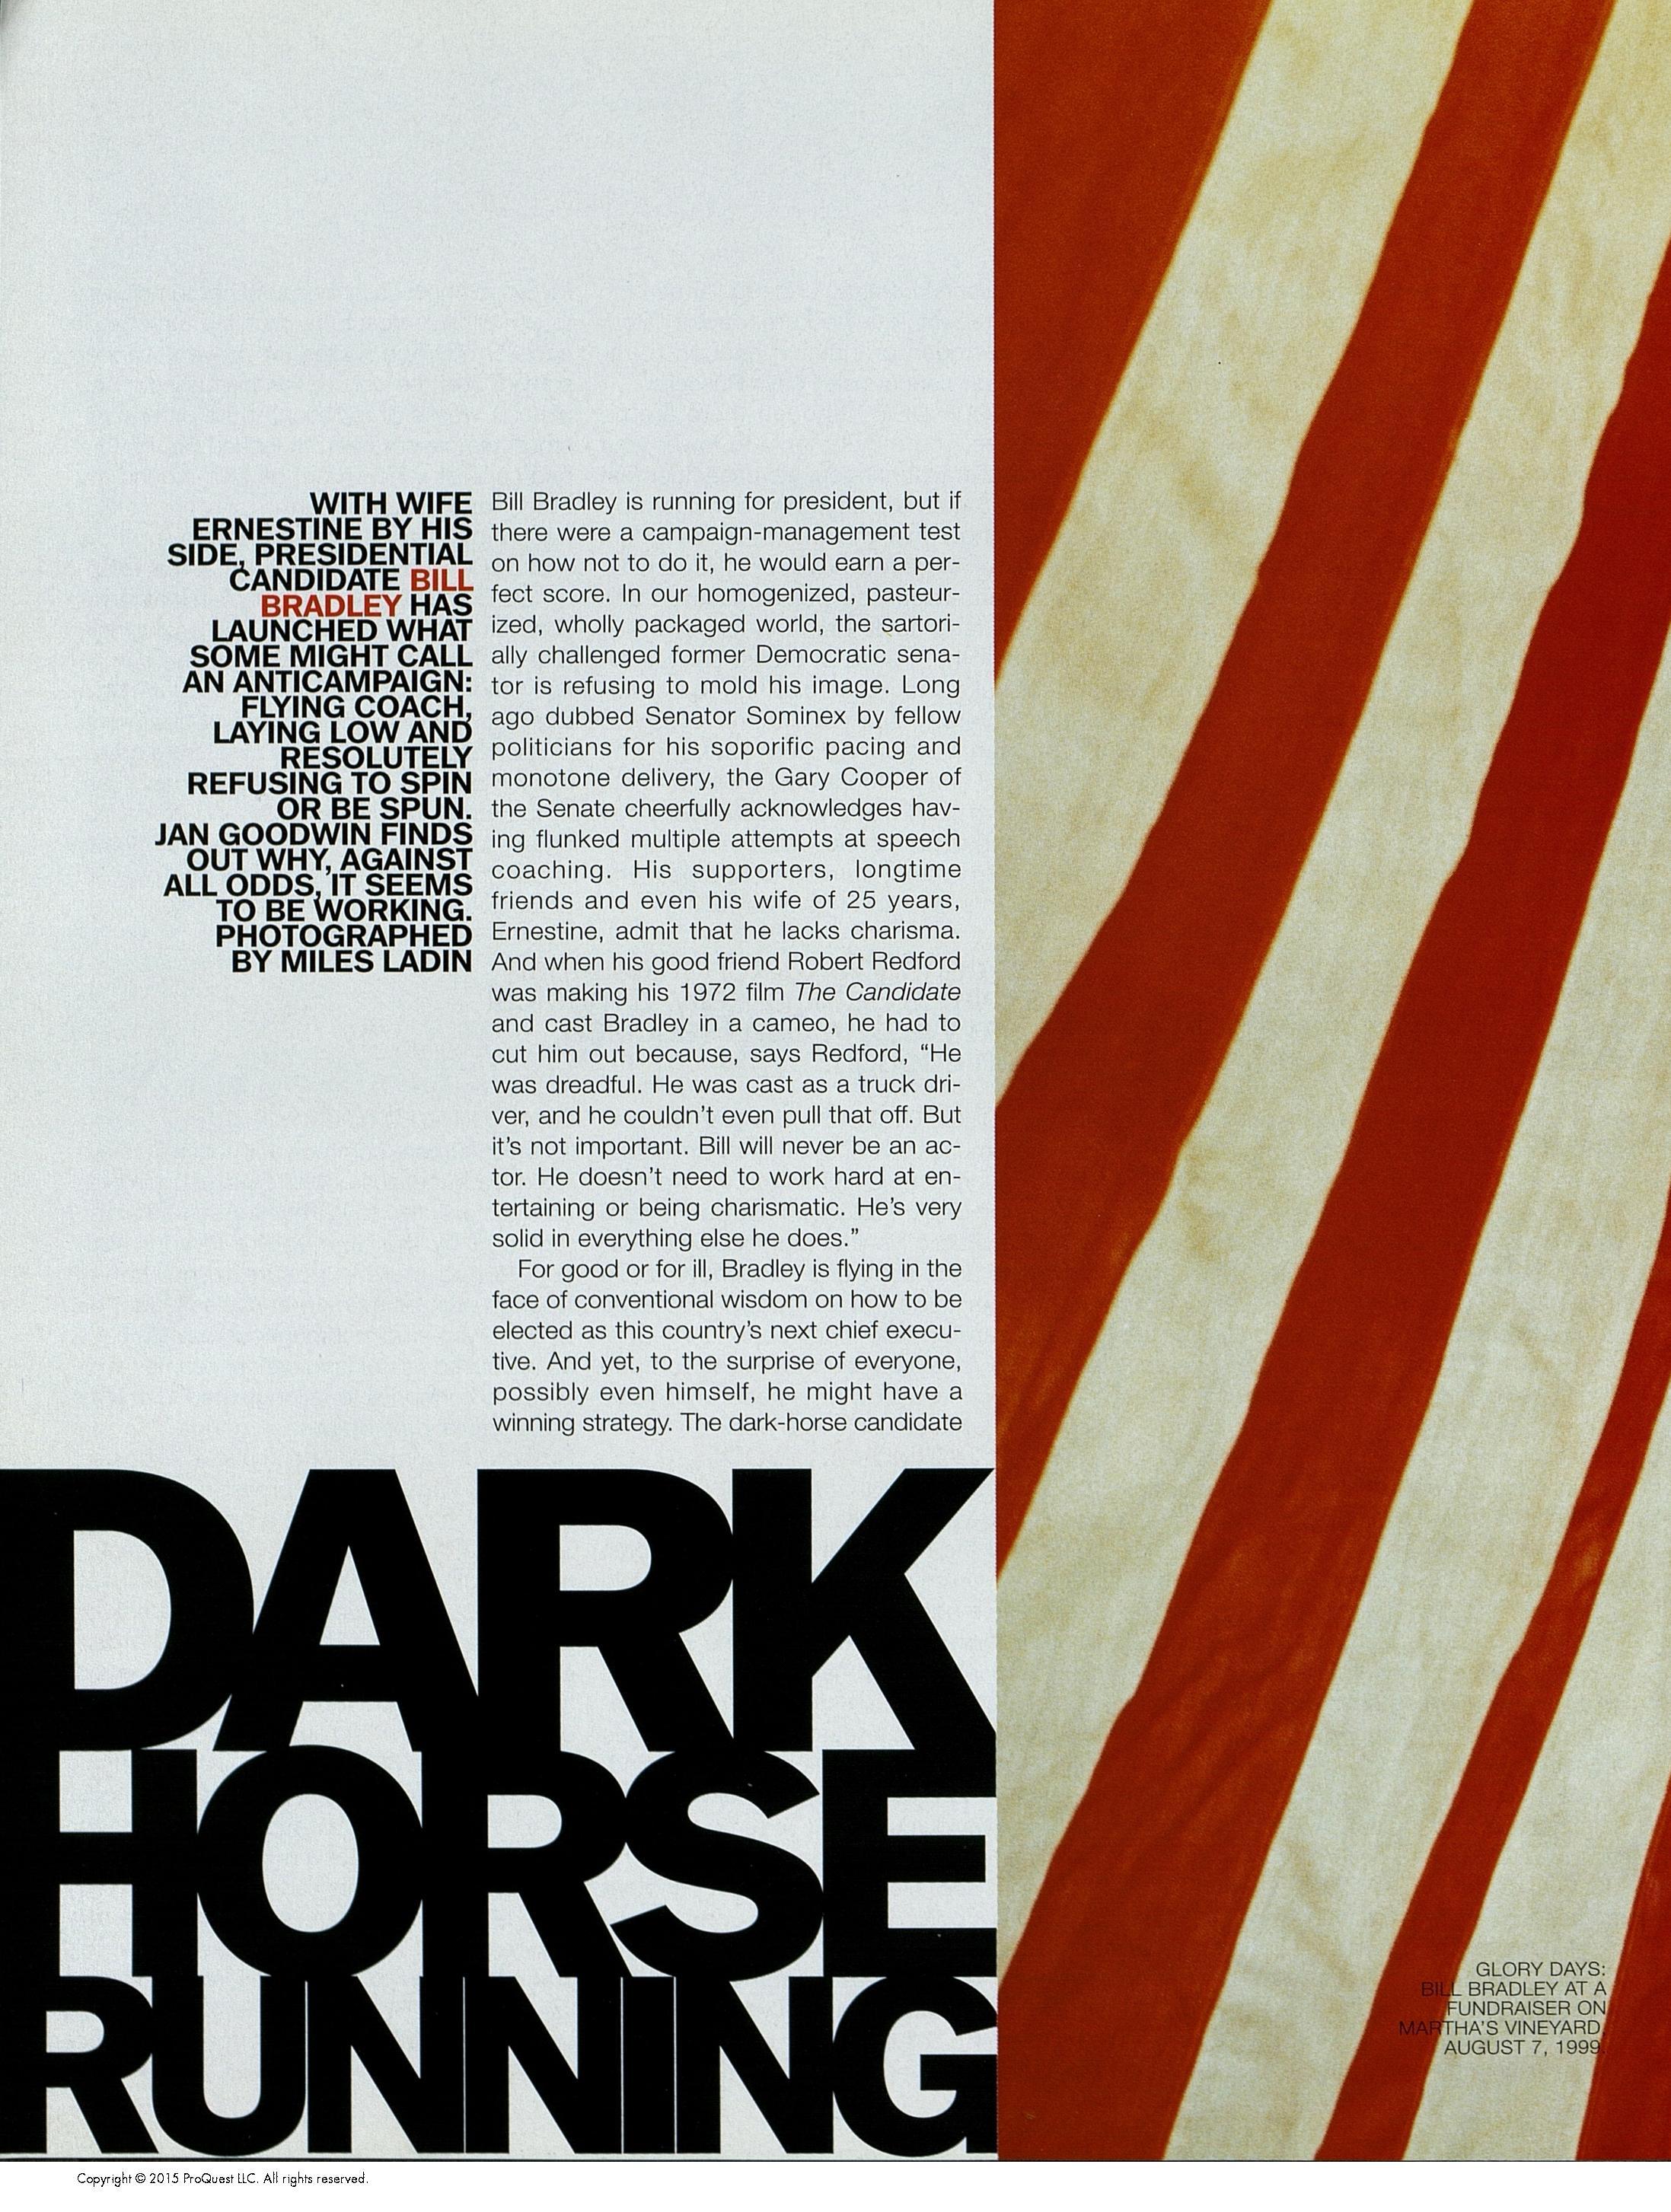 WITH WIFE
ERNESTINE BY HIS
SIDE, PRESIDENTIAL
CANDIDATE BILL
BRADLEY HAS
LAUNCHED WHAT
SOME MIGHT CALL
AN ANTICAMPAIGN:
FLYING COACH,
LAYING LOW AND
RESOLUTELY
REFUSING TO SPIN
OR BE SPUN.
JAN GOODWIN FINDS
OUT WHY, AGAINST
ALL ODDS, IT SEEMS
TO BE WORKING.
PHOTOGRAPHED
BY MILES LADIN
Bill Bradley is running for president, but if
there were a campaign-management test
on how not to do it, he would earn a per-
fect score. In our homogenized, pasteur-
ized, wholly packaged world, the sartori-
ally challenged former Democratic sena-
tor is refusing to mold his image. Long
ago dubbed Senator Sominex by fellow
politicians for his soporific pacing and
monotone delivery, the Gary Cooper of
the Senate cheerfully acknowledges hav-
ing flunked multiple attempts at speech
coaching. His supporters, longtime
friends and even his wife of 25 years,
Ernestine, admit that he lacks charisma.
And when his good friend Robert Redford
was making his 1972 film The Candidate
and cast Bradley in a cameo, he had to
cut him out because, says Redford, “He
was dreadful. He was cast as a truck dri-
ver, and he couldn’t even pull that off. But
it’s not important. Bill will never be an ac-
tor. He doesn’t need to work hard at en-
tertaining or being charismatic. He’s very
solid in everything else he does.”
For good or for ill, Bradley is flying in the
face of conventional wisdom on how to be
elected as this country’s next chief execu-
tive. And yet, to the surprise of everyone,
possibly even himself, he might have a
winning strategy. The dark-horse candidate
DARK
HORSE
RUNNING
GLORY DAYS:
BILL BRADLEY AT A
FUNDRAISER ON
MARTHA’S VINEYARD,
AUGUST 7, 1999.
Copyright © 2015 ProQuest LLC. All rights reserved.